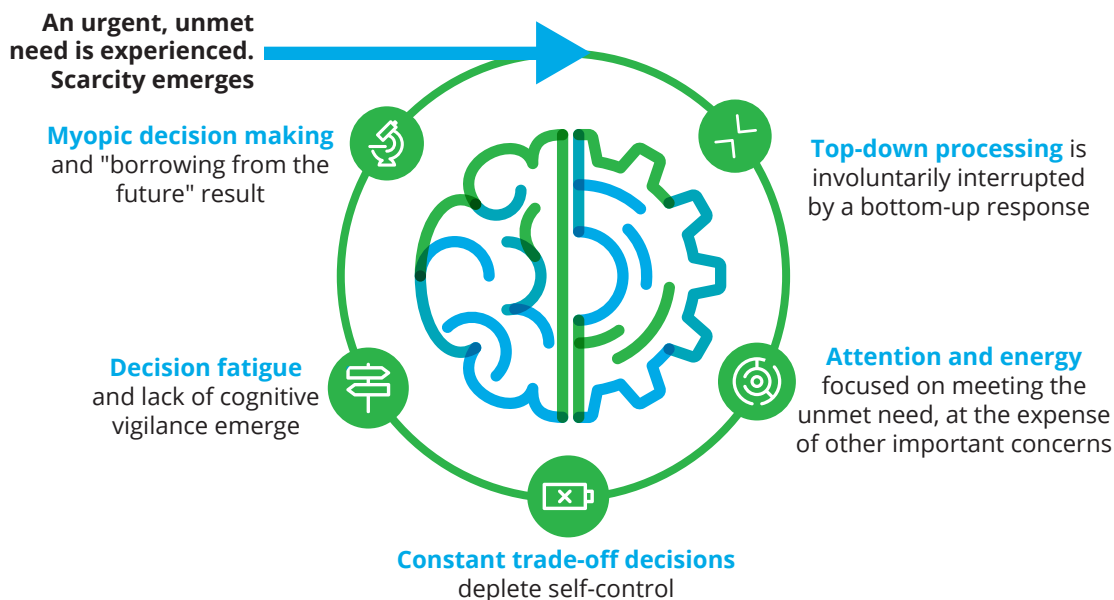 An urgent, unmet
need is experienced.
Scarcity emerges
Top-down processing is
involuntarily interrupted
by a bottom-up response
Attention and energy
focused on meeting the
unmet need, at the expense
of other important concerns
Constant trade-off decisions
deplete self-control
Decision fatigue
and lack of cognitive
vigilance emerge
Myopic decision making
and "borrowing from the
future" result